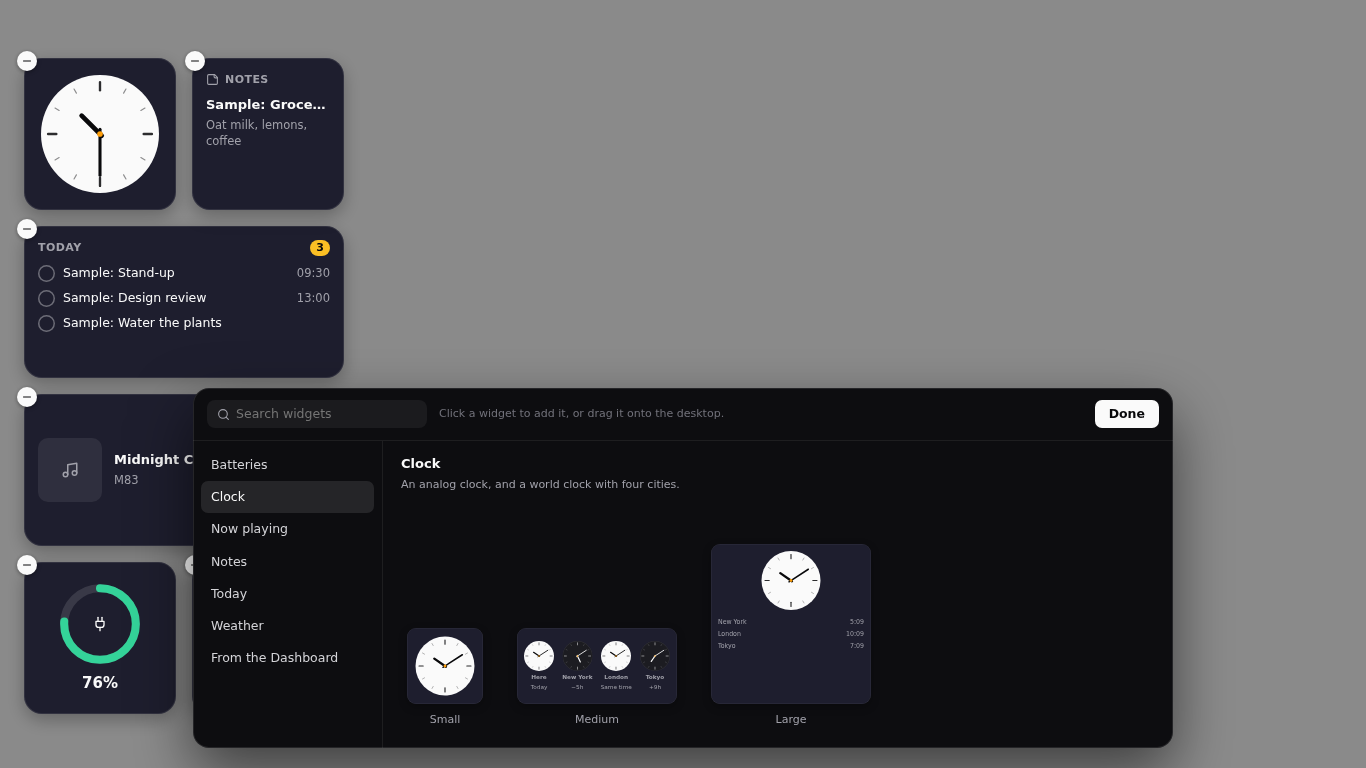 NOTES
Sample: Groce…
Oat milk, lemons,
coffee
TODAY
3
Sample: Stand-up
09:30
Sample: Design review
13:00
Sample: Water the plants
Midnight C
M83
76%
Search widgets
Click a widget to add it, or drag it onto the desktop.
Done
Batteries
Clock
Now playing
Notes
Today
Weather
From the Dashboard
Clock
An analog clock, and a world clock with four cities.
Here
New York
London
Tokyo
Today
−5h
Same time
+9h
New York
5:09
London
10:09
Tokyo
7:09
Small
Medium
Large